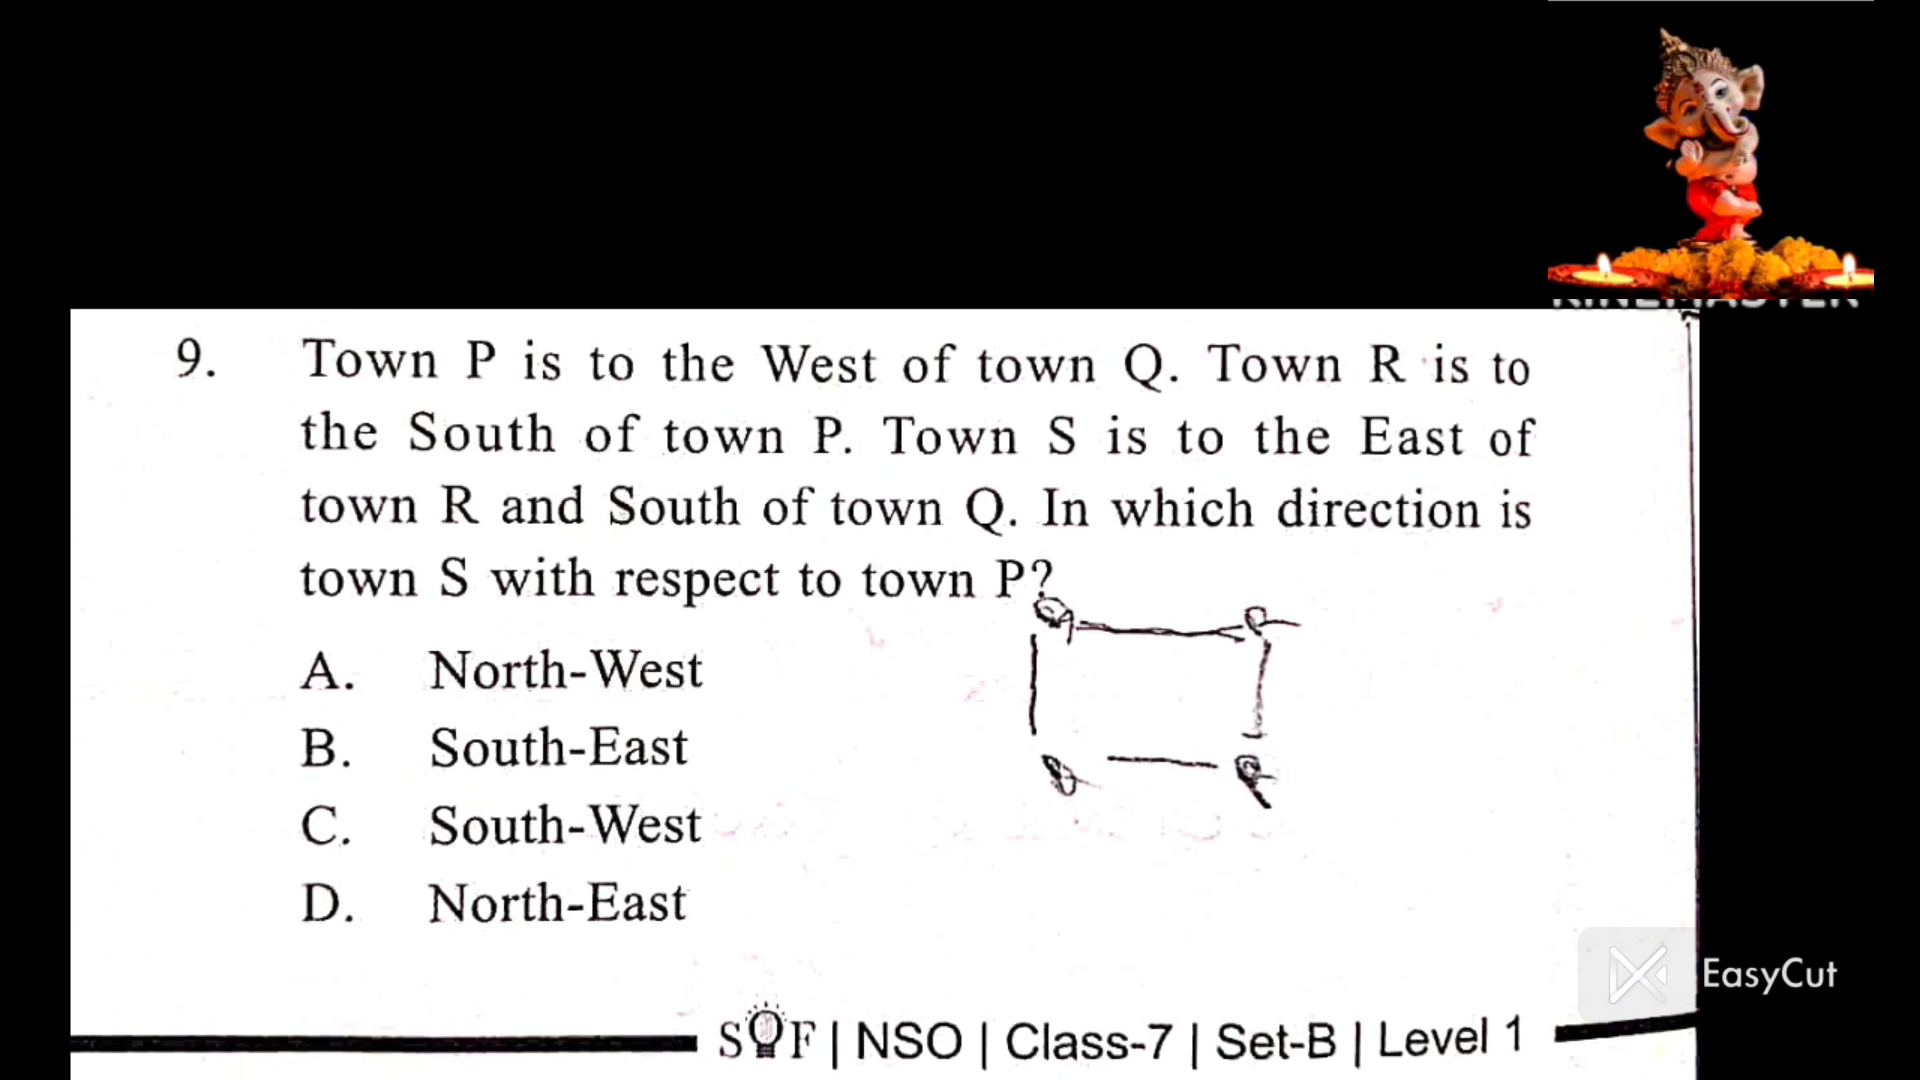 9. Town P is to the West of town Q. Town R is to
the South of town P. Town S is to the East of
town R and South of town Q. In which direction is
town S with respect to town P?
A. North-West
B. South-East
C. South-West
D. North-East
EasyCut
SOF | NSO | Class-7 | Set-B | Level 1